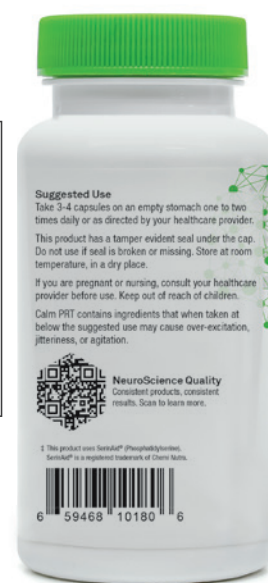 Suggested Use
Take 3-4 capsules on an empty stomach one to two
times daily or as directed by your healthcare provider.
This product has a tamper evident seal under the cap.
Do not use if seal is broken or missing. Store at room
temperature, in a dry place.
If you are pregnant or nursing, consult your healthcare
provider before use. Keep out of reach of children.
Calm PRT contains ingredients that when taken at
below the suggested use may cause over-excitation,
jitteriness, or agitation.
NeuroScience Quality
Consistent products, consistent
results. Scan to learn more.
‡ This product uses SerinAid® (Phosphatidylserine).
SerinAid® is a registered trademark of Chemi Nutra.
6 59468 10180 6